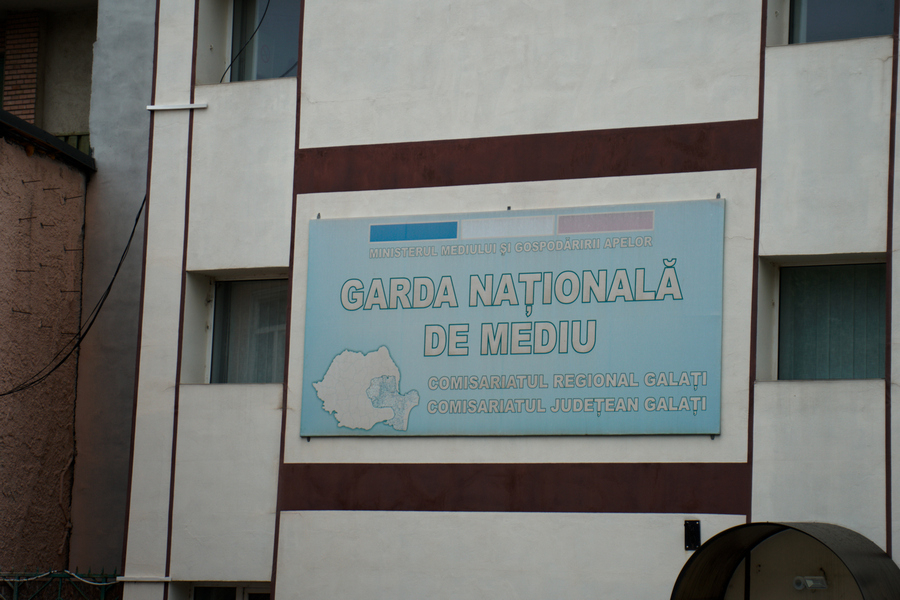 MINISTERUL MEDIULUI ȘI GOSPODĂRIRII APELOR
GARDA NAȚIONALĂ
DE MEDIU
COMISARIATUL REGIONAL GALAȚI
COMISARIATUL JUDEȚEAN GALAȚI